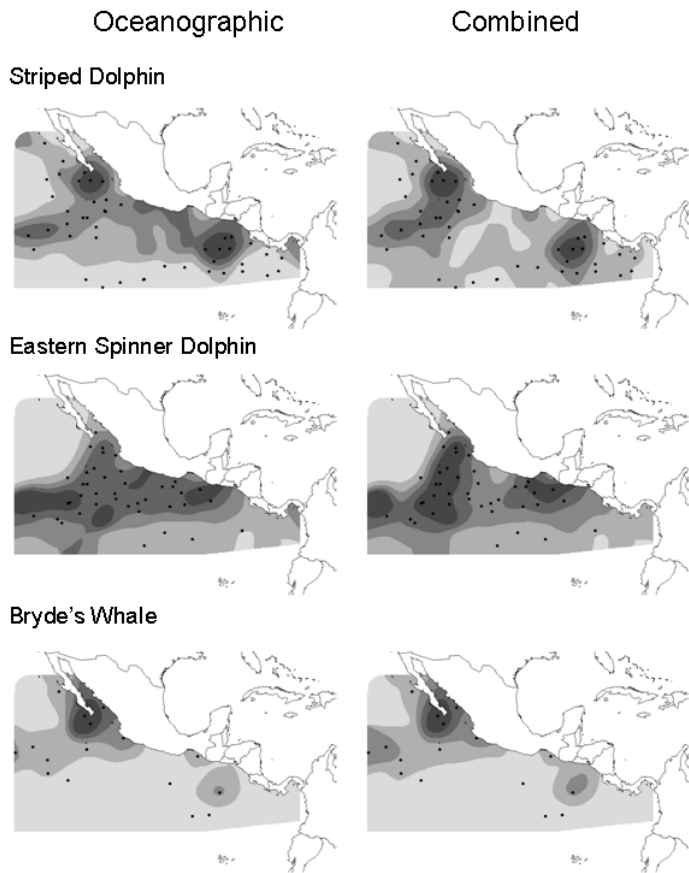 Oceanographic Combined
Striped Dolphin
Eastern Spinner Dolphin
Bryde's Whale